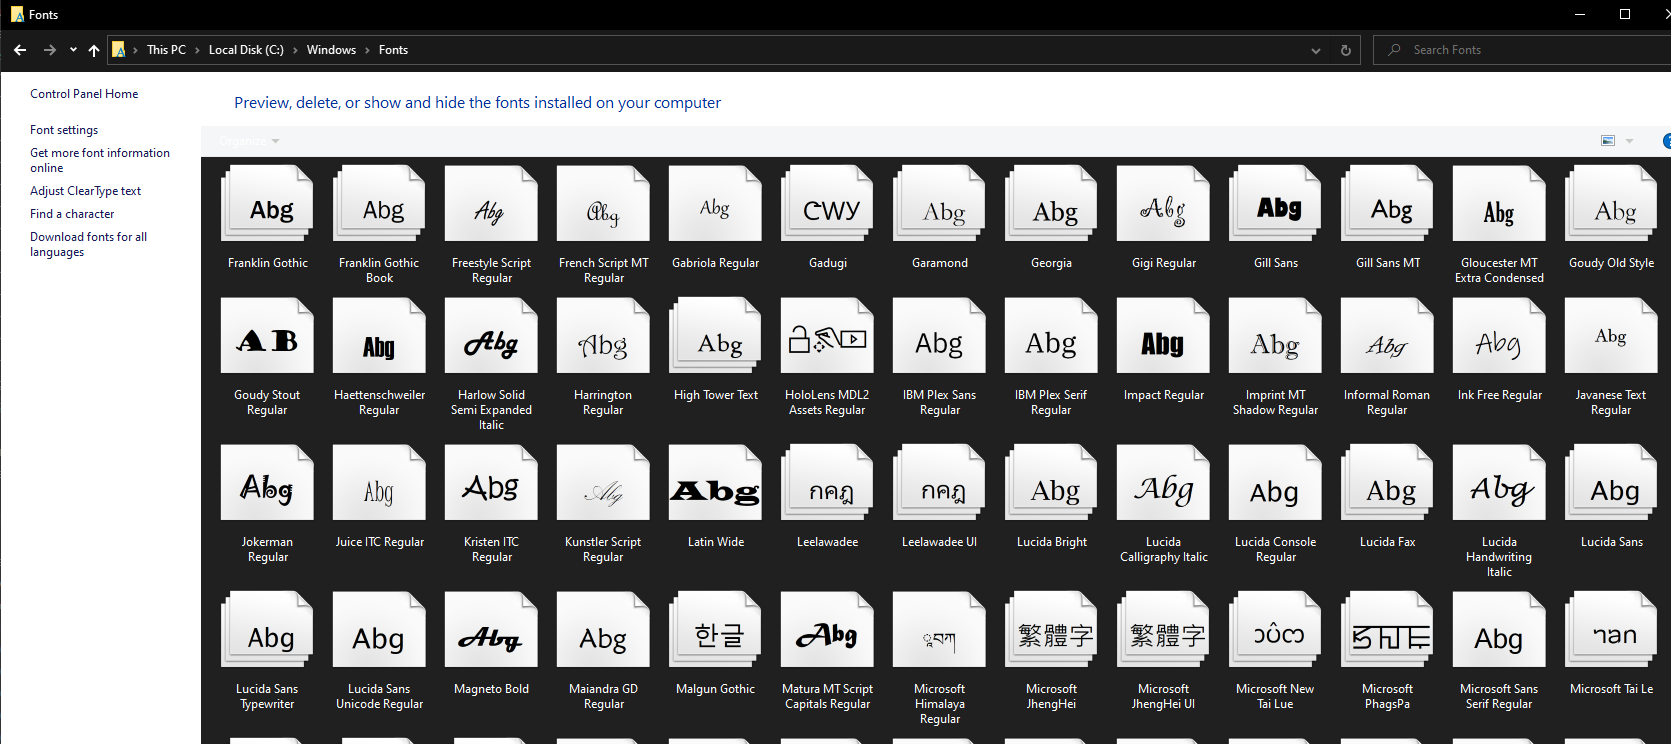 Fonts
This PC > Local Disk (C:) > Windows > Fonts
Search Fonts
Control Panel Home
Font settings
Get more font information
online
Adjust ClearType text
Find a character
Download fonts for all
languages
Preview, delete, or show and hide the fonts installed on your computer
Organize
Abg Abg Abg Abg Abg ᏣᎳᎩ Abg Abg Abg Abg Abg Abg Abg
Franklin Gothic
Franklin Gothic
Book
Freestyle Script
Regular
French Script MT
Regular
Gabriola Regular
Gadugi
Garamond
Georgia
Gigi Regular
Gill Sans
Gill Sans MT
Gloucester MT
Extra Condensed
Goudy Old Style
AB Abg Abg Abg Abg Abg Abg Abg Abg Abg Abg Abg
Goudy Stout
Regular
Haettenschweiler
Regular
Harlow Solid
Semi Expanded
Italic
Harrington
Regular
High Tower Text
HoloLens MDL2
Assets Regular
IBM Plex Sans
Regular
IBM Plex Serif
Regular
Impact Regular
Imprint MT
Shadow Regular
Informal Roman
Regular
Ink Free Regular
Javanese Text
Regular
Abg Abg Abg Abg Abg กคฎ กคฎ Abg Abg Abg Abg Abg Abg
Jokerman
Regular
Juice ITC Regular
Kristen ITC
Regular
Kunstler Script
Regular
Latin Wide
Leelawadee
Leelawadee UI
Lucida Bright
Lucida
Calligraphy Italic
Lucida Console
Regular
Lucida Fax
Lucida
Handwriting
Italic
Lucida Sans
Abg Abg Abg Abg 한글 Abg 繁體字 繁體字 Abg
Lucida Sans
Typewriter
Lucida Sans
Unicode Regular
Magneto Bold
Maiandra GD
Regular
Malgun Gothic
Matura MT Script
Capitals Regular
Microsoft
Himalaya
Regular
Microsoft
JhengHei
Microsoft
JhengHei UI
Microsoft New
Tai Lue
Microsoft
PhagsPa
Microsoft Sans
Serif Regular
Microsoft Tai Le